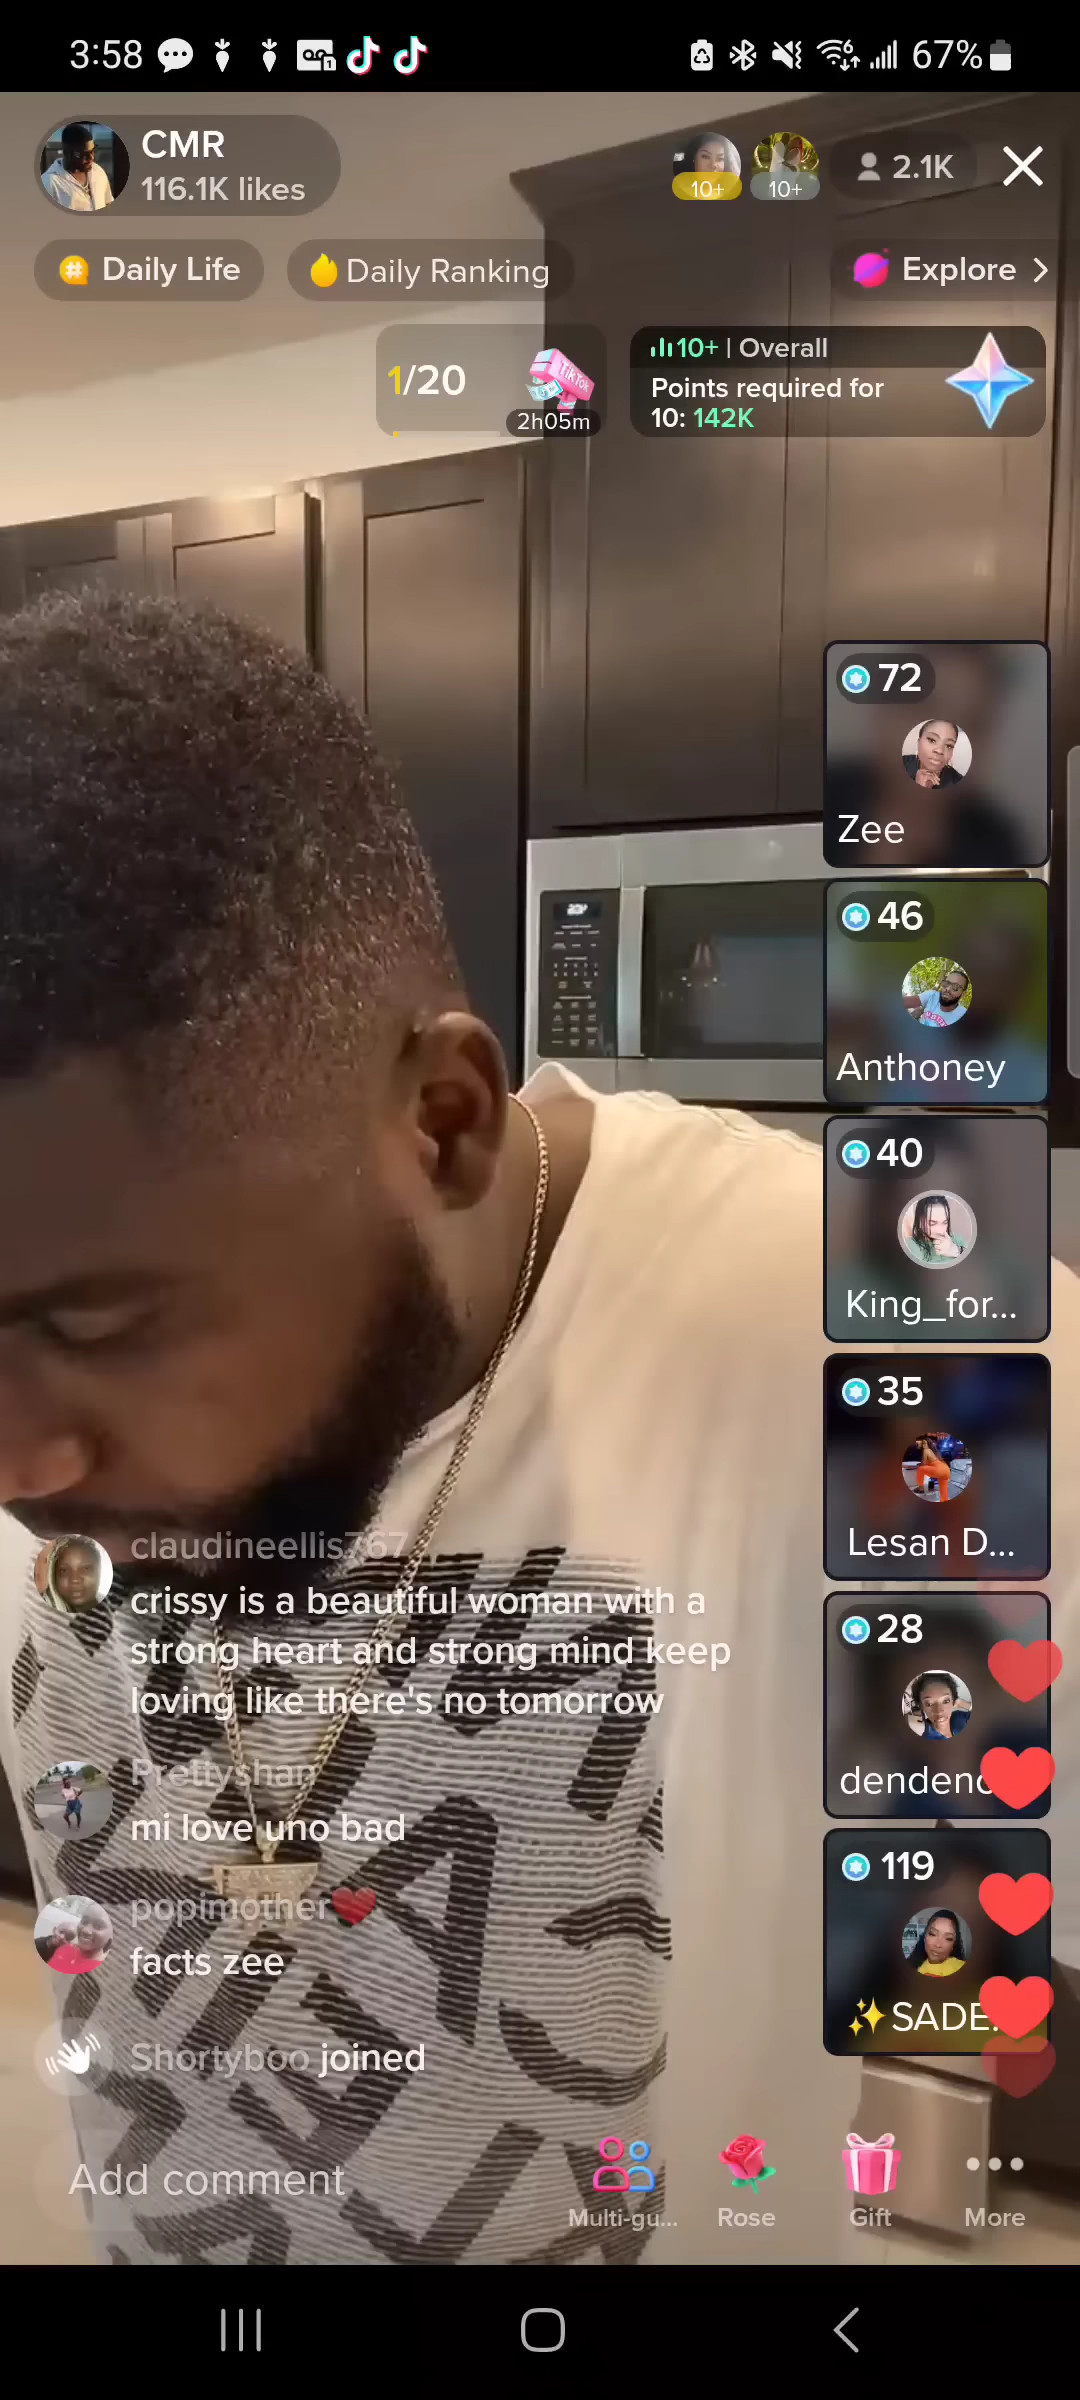 3:58
67%
CMR
116.1K likes
10+
10+
2.1K
Daily Life
Daily Ranking
Explore
1/20
TikTok
2h05m
10+ | Overall
Points required for
10: 142K
72
Zee
46
Anthoney
40
King_for...
35
Lesan D...
28
dendenc
119
✨SADE.
claudineellis767
crissy is a beautiful woman with a
strong heart and strong mind keep
loving like there's no tomorrow
Prettyshan
mi love uno bad
popimother❤️
facts zee
Shortyboo joined
Add comment
Multi-gu...
Rose
Gift
More